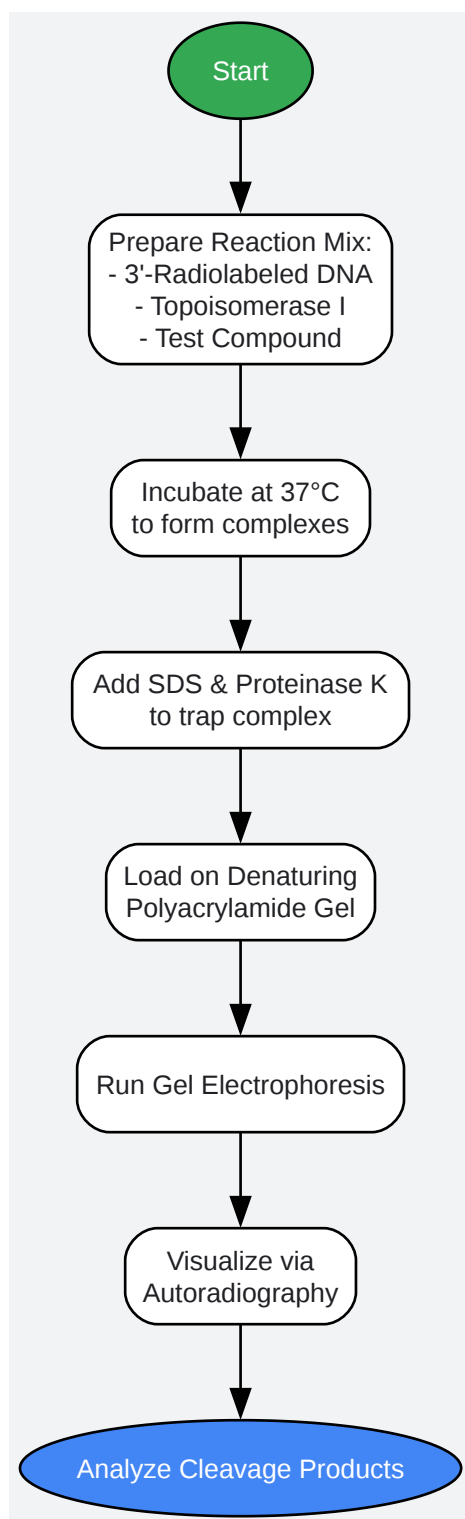 Start
Prepare Reaction Mix:
- 3'-Radiolabeled DNA
- Topoisomerase I
- Test Compound
Incubate at 37°C
to form complexes
Add SDS & Proteinase K
to trap complex
Load on Denaturing
Polyacrylamide Gel
Run Gel Electrophoresis
Visualize via
Autoradiography
Analyze Cleavage Products